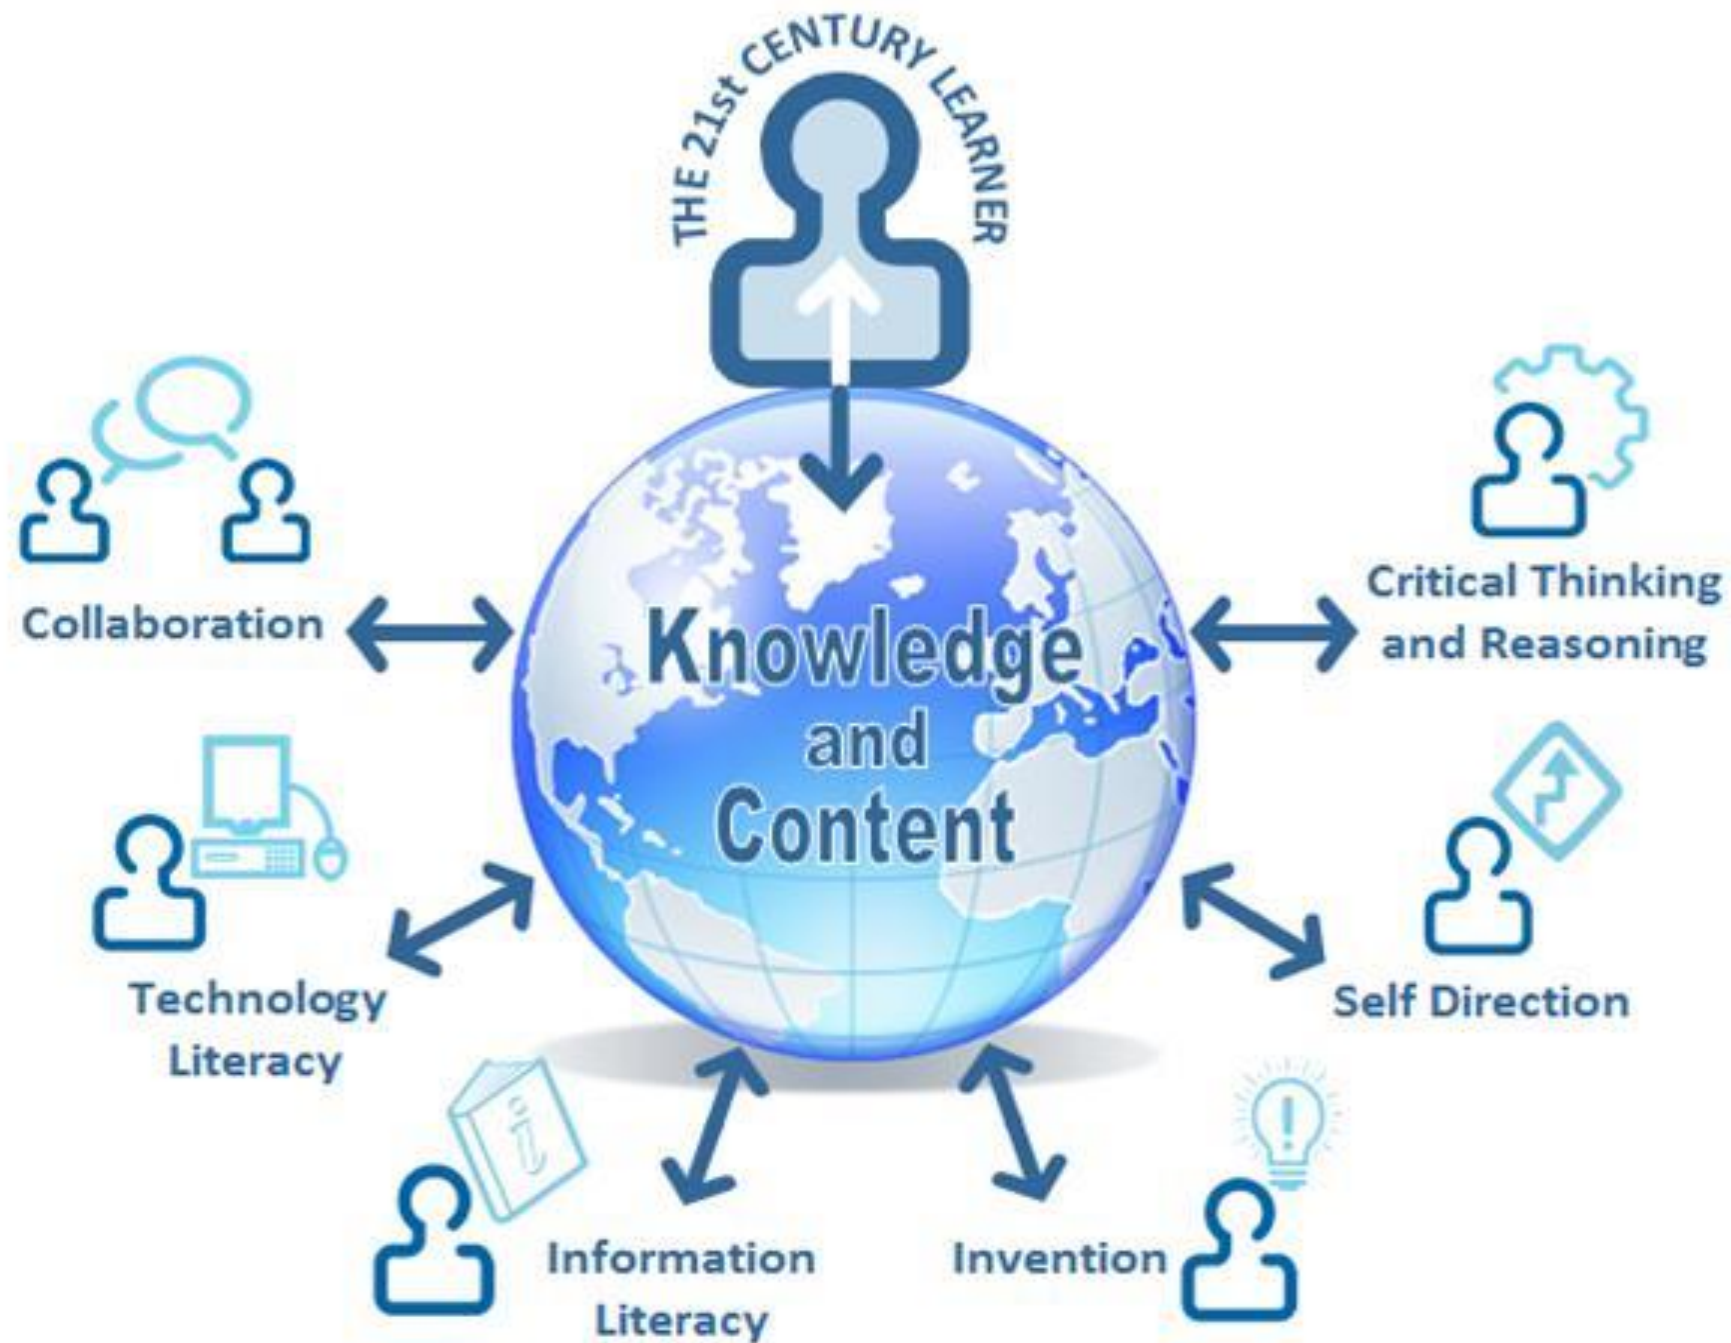 THE 21st CENTURY LEARNER
Collaboration
Critical Thinking
and Reasoning
Knowledge
and
Content
Technology
Literacy
Self Direction
i
Information
Literacy
Invention
!